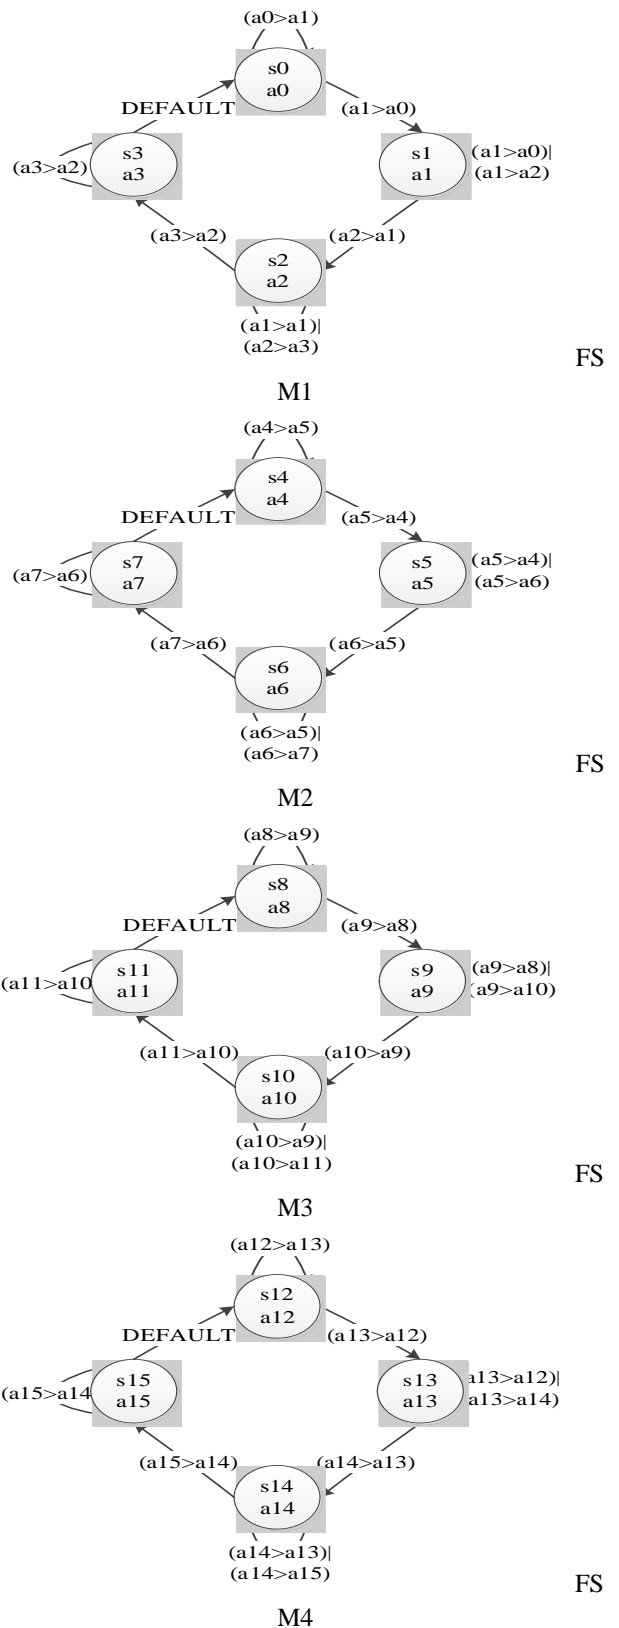 (a0>a1)
s0
a0
DEFAULT
(a1>a0)
s3
a3
(a3>a2)
s1
a1
(a1>a0)|
(a1>a2)
(a3>a2)
(a2>a1)
s2
a2
(a1>a1)|
(a2>a3)
FS
M1
(a4>a5)
s4
a4
DEFAULT
(a5>a4)
s7
a7
(a7>a6)
s5
a5
(a5>a4)|
(a5>a6)
(a7>a6)
(a6>a5)
s6
a6
(a6>a5)|
(a6>a7)
FS
M2
(a8>a9)
s8
a8
DEFAULT
(a9>a8)
s11
a11
(a11>a10
s9
a9
(a9>a8)|
(a9>a10)
(a11>a10)
(a10>a9)
s10
a10
(a10>a9)|
(a10>a11)
FS
M3
(a12>a13)
s12
a12
DEFAULT
(a13>a12)
s15
a15
(a15>a14
s13
a13
a13>a12)|
a13>a14)
(a15>a14)
(a14>a13)
s14
a14
(a14>a13)|
(a14>a15)
FS
M4